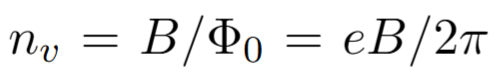 n_v = B/Φ_0 = eB/2π